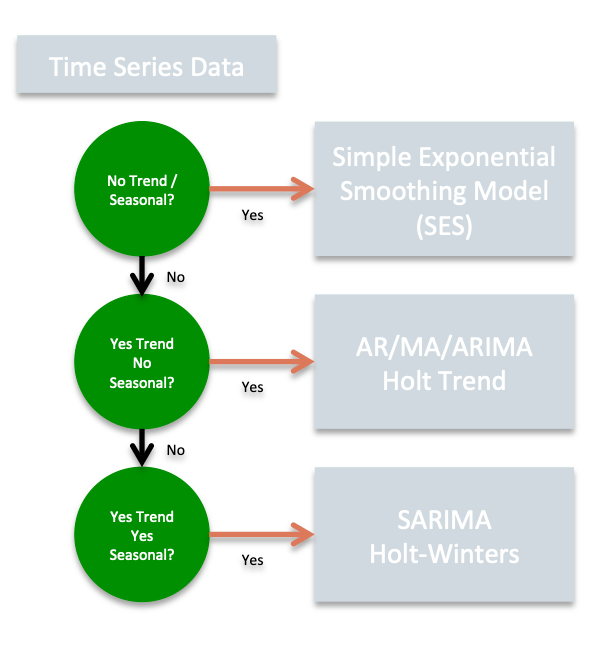 Time Series Data
No Trend /
Seasonal?
Yes
Simple Exponential
Smoothing Model
(SES)
No
Yes Trend
No
Seasonal?
Yes
AR/MA/ARIMA
Holt Trend
No
Yes Trend
Yes
Seasonal?
Yes
SARIMA
Holt-Winters